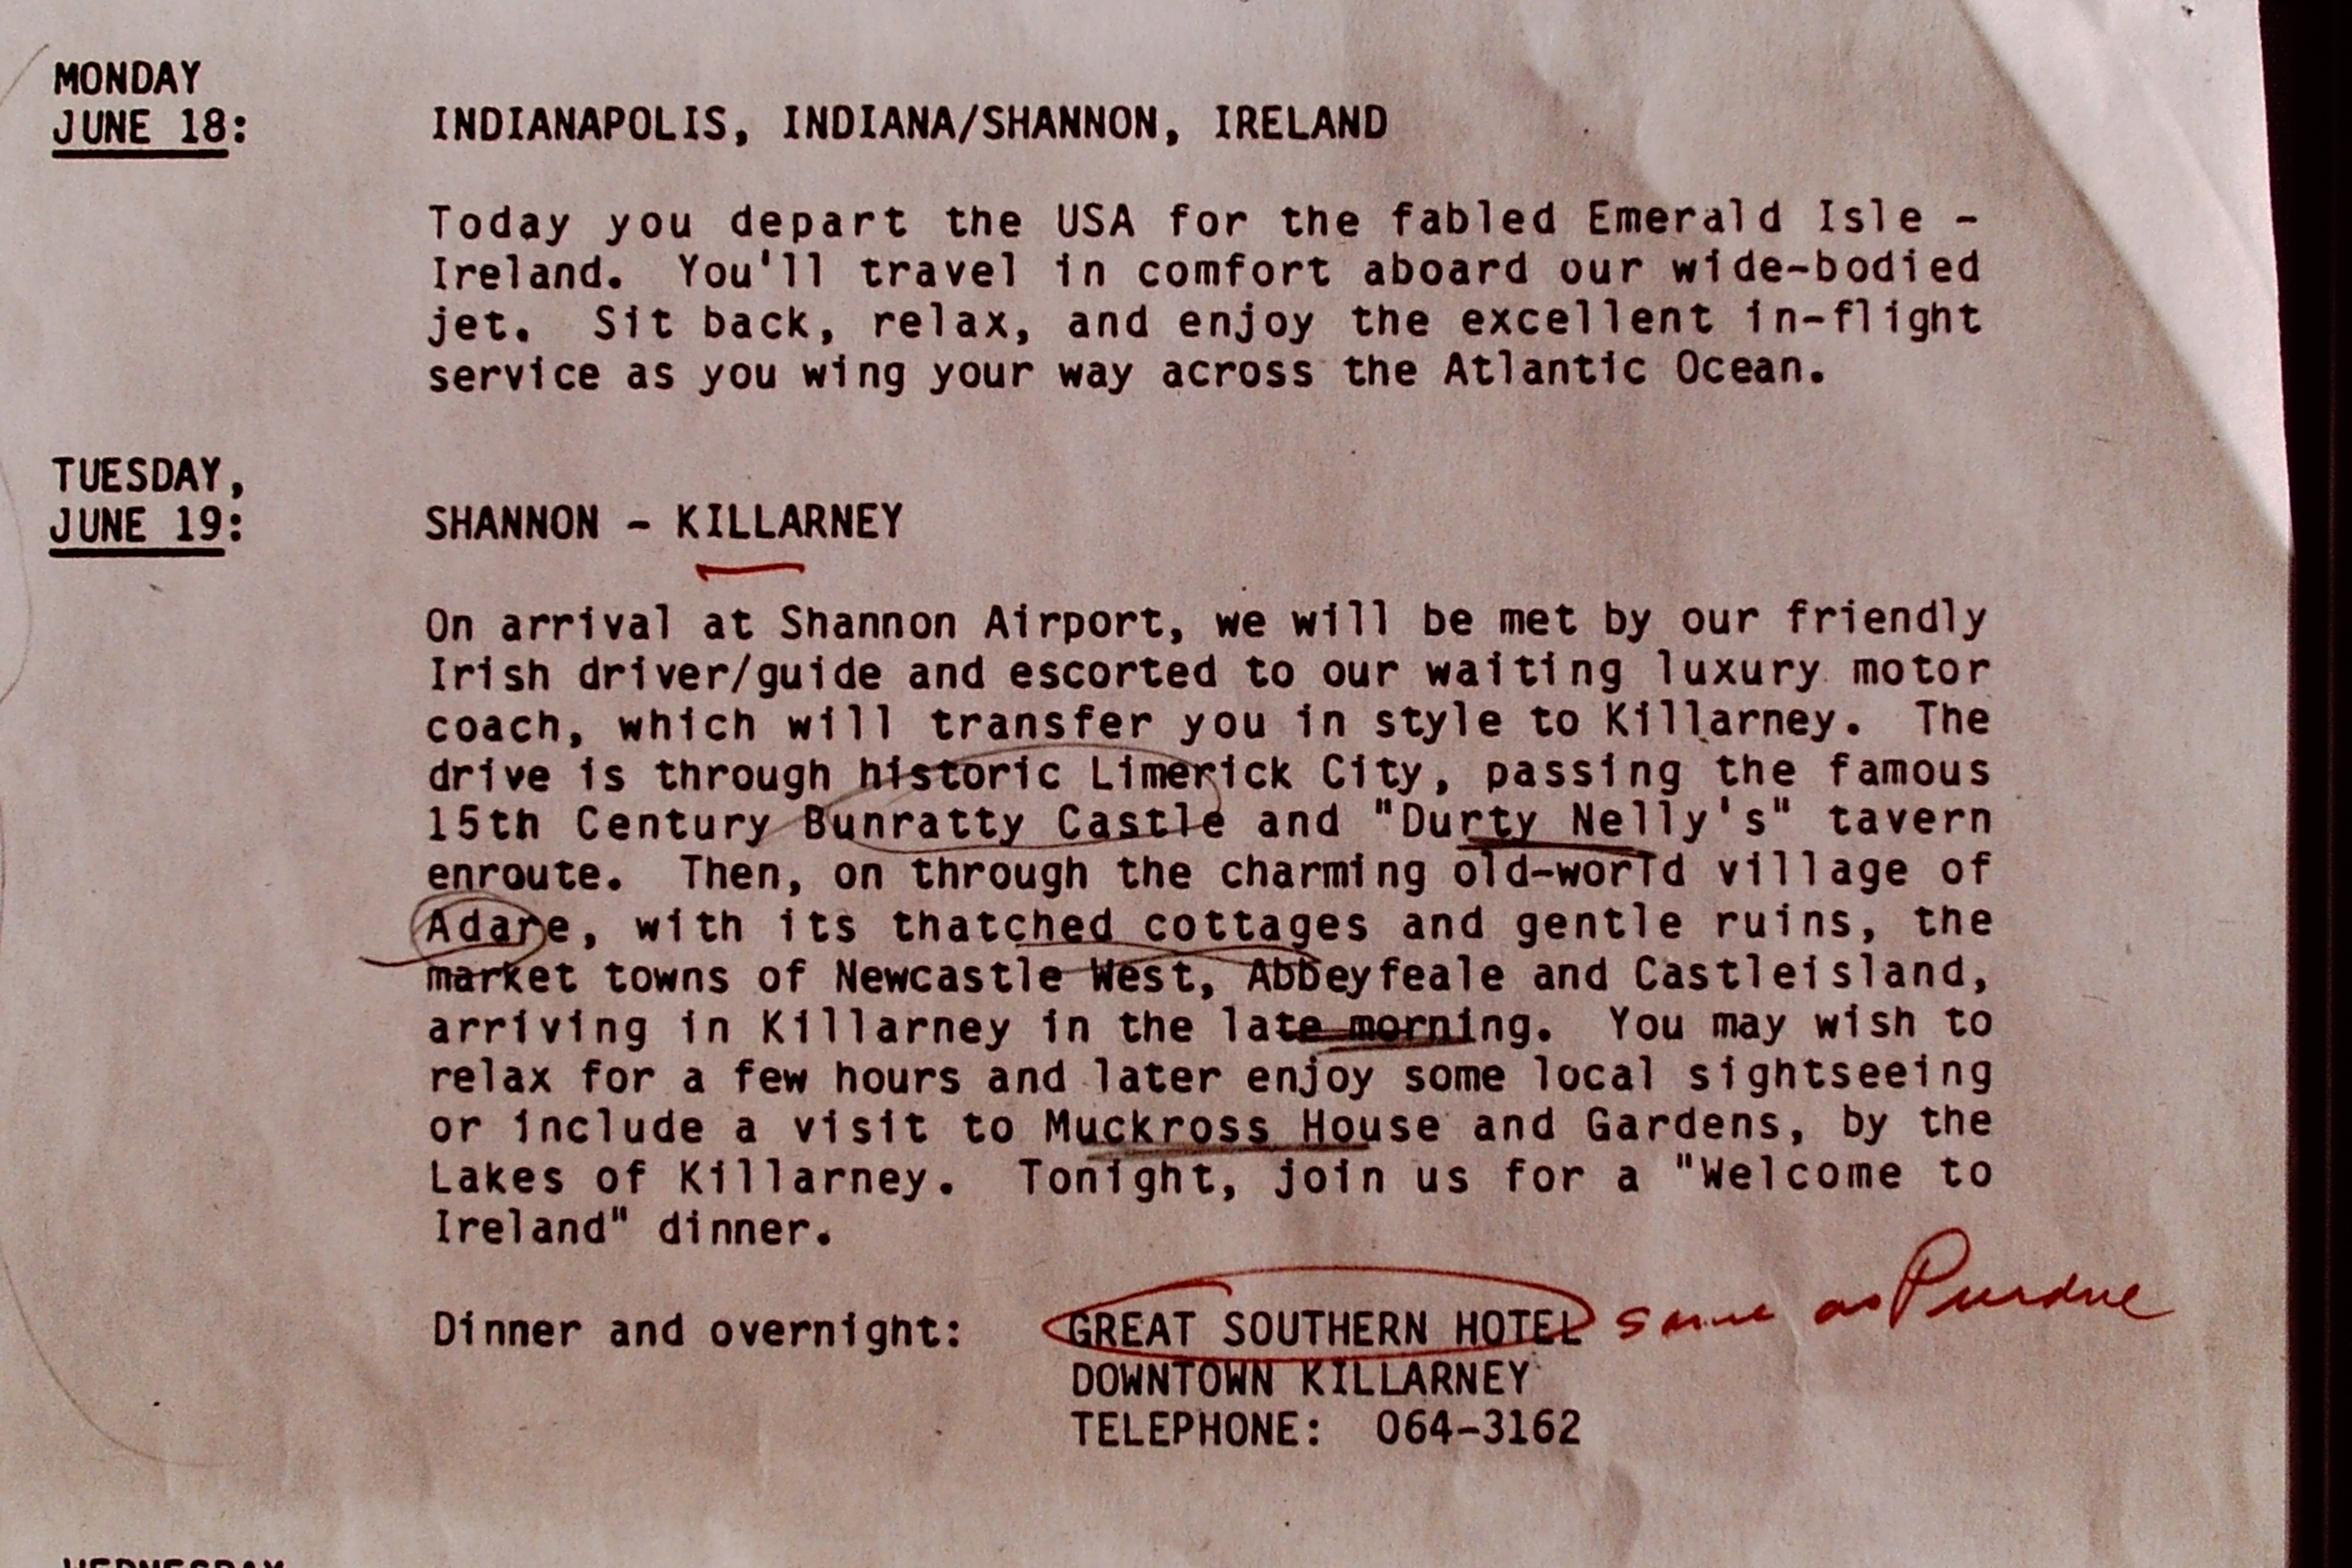 MONDAY
JUNE 18:
INDIANAPOLIS, INDIANA/SHANNON, IRELAND
Today you depart the USA for the fabled Emerald Isle -
Ireland. You'll travel in comfort aboard our wide-bodied
jet. Sit back, relax, and enjoy the excellent in-flight
service as you wing your way across the Atlantic Ocean.
TUESDAY,
JUNE 19:
SHANNON - KILLARNEY
On arrival at Shannon Airport, we will be met by our friendly
Irish driver/guide and escorted to our waiting luxury motor
coach, which will transfer you in style to Killarney. The
drive is through historic Limerick City, passing the famous
15th Century Bunratty Castle and "Durty Nelly's" tavern
enroute. Then, on through the charming old-world village of
Adare, with its thatched cottages and gentle ruins, the
market towns of Newcastle West, Abbeyfeale and Castleisland,
arriving in Killarney in the late morning. You may wish to
relax for a few hours and later enjoy some local sightseeing
or include a visit to Muckross House and Gardens, by the
Lakes of Killarney. Tonight, join us for a "Welcome to
Ireland" dinner.
Dinner and overnight: GREAT SOUTHERN HOTEL same as Purdue
DOWNTOWN KILLARNEY
TELEPHONE: 064-3162
WEDNESDAY